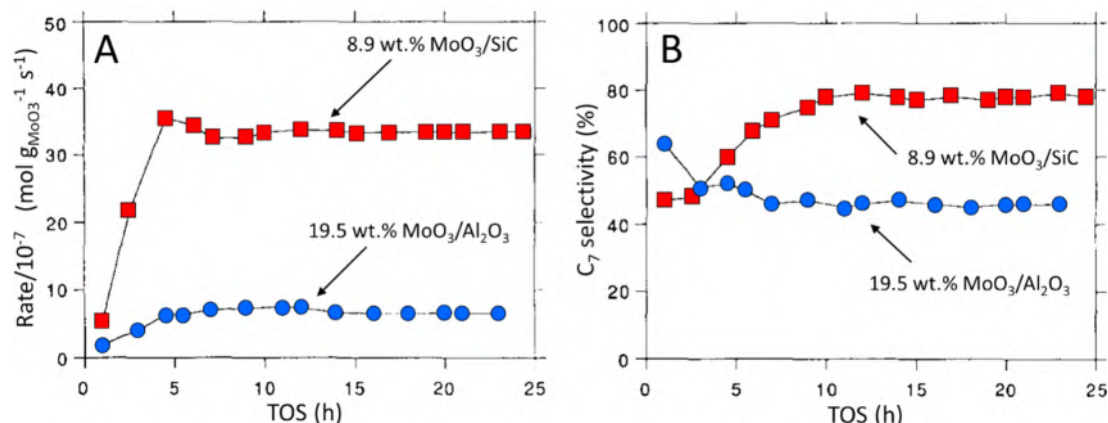 A
50
40
30
20
10
0
Rate/10⁻⁷ (mol g_MoO3⁻¹ s⁻¹)
8.9 wt.% MoO₃/SiC
19.5 wt.% MoO₃/Al₂O₃
0 5 10 15 20 25
TOS (h)
B
100
80
60
40
20
0
C₇ selectivity (%)
8.9 wt.% MoO₃/SiC
19.5 wt.% MoO₃/Al₂O₃
0 5 10 15 20 25
TOS (h)